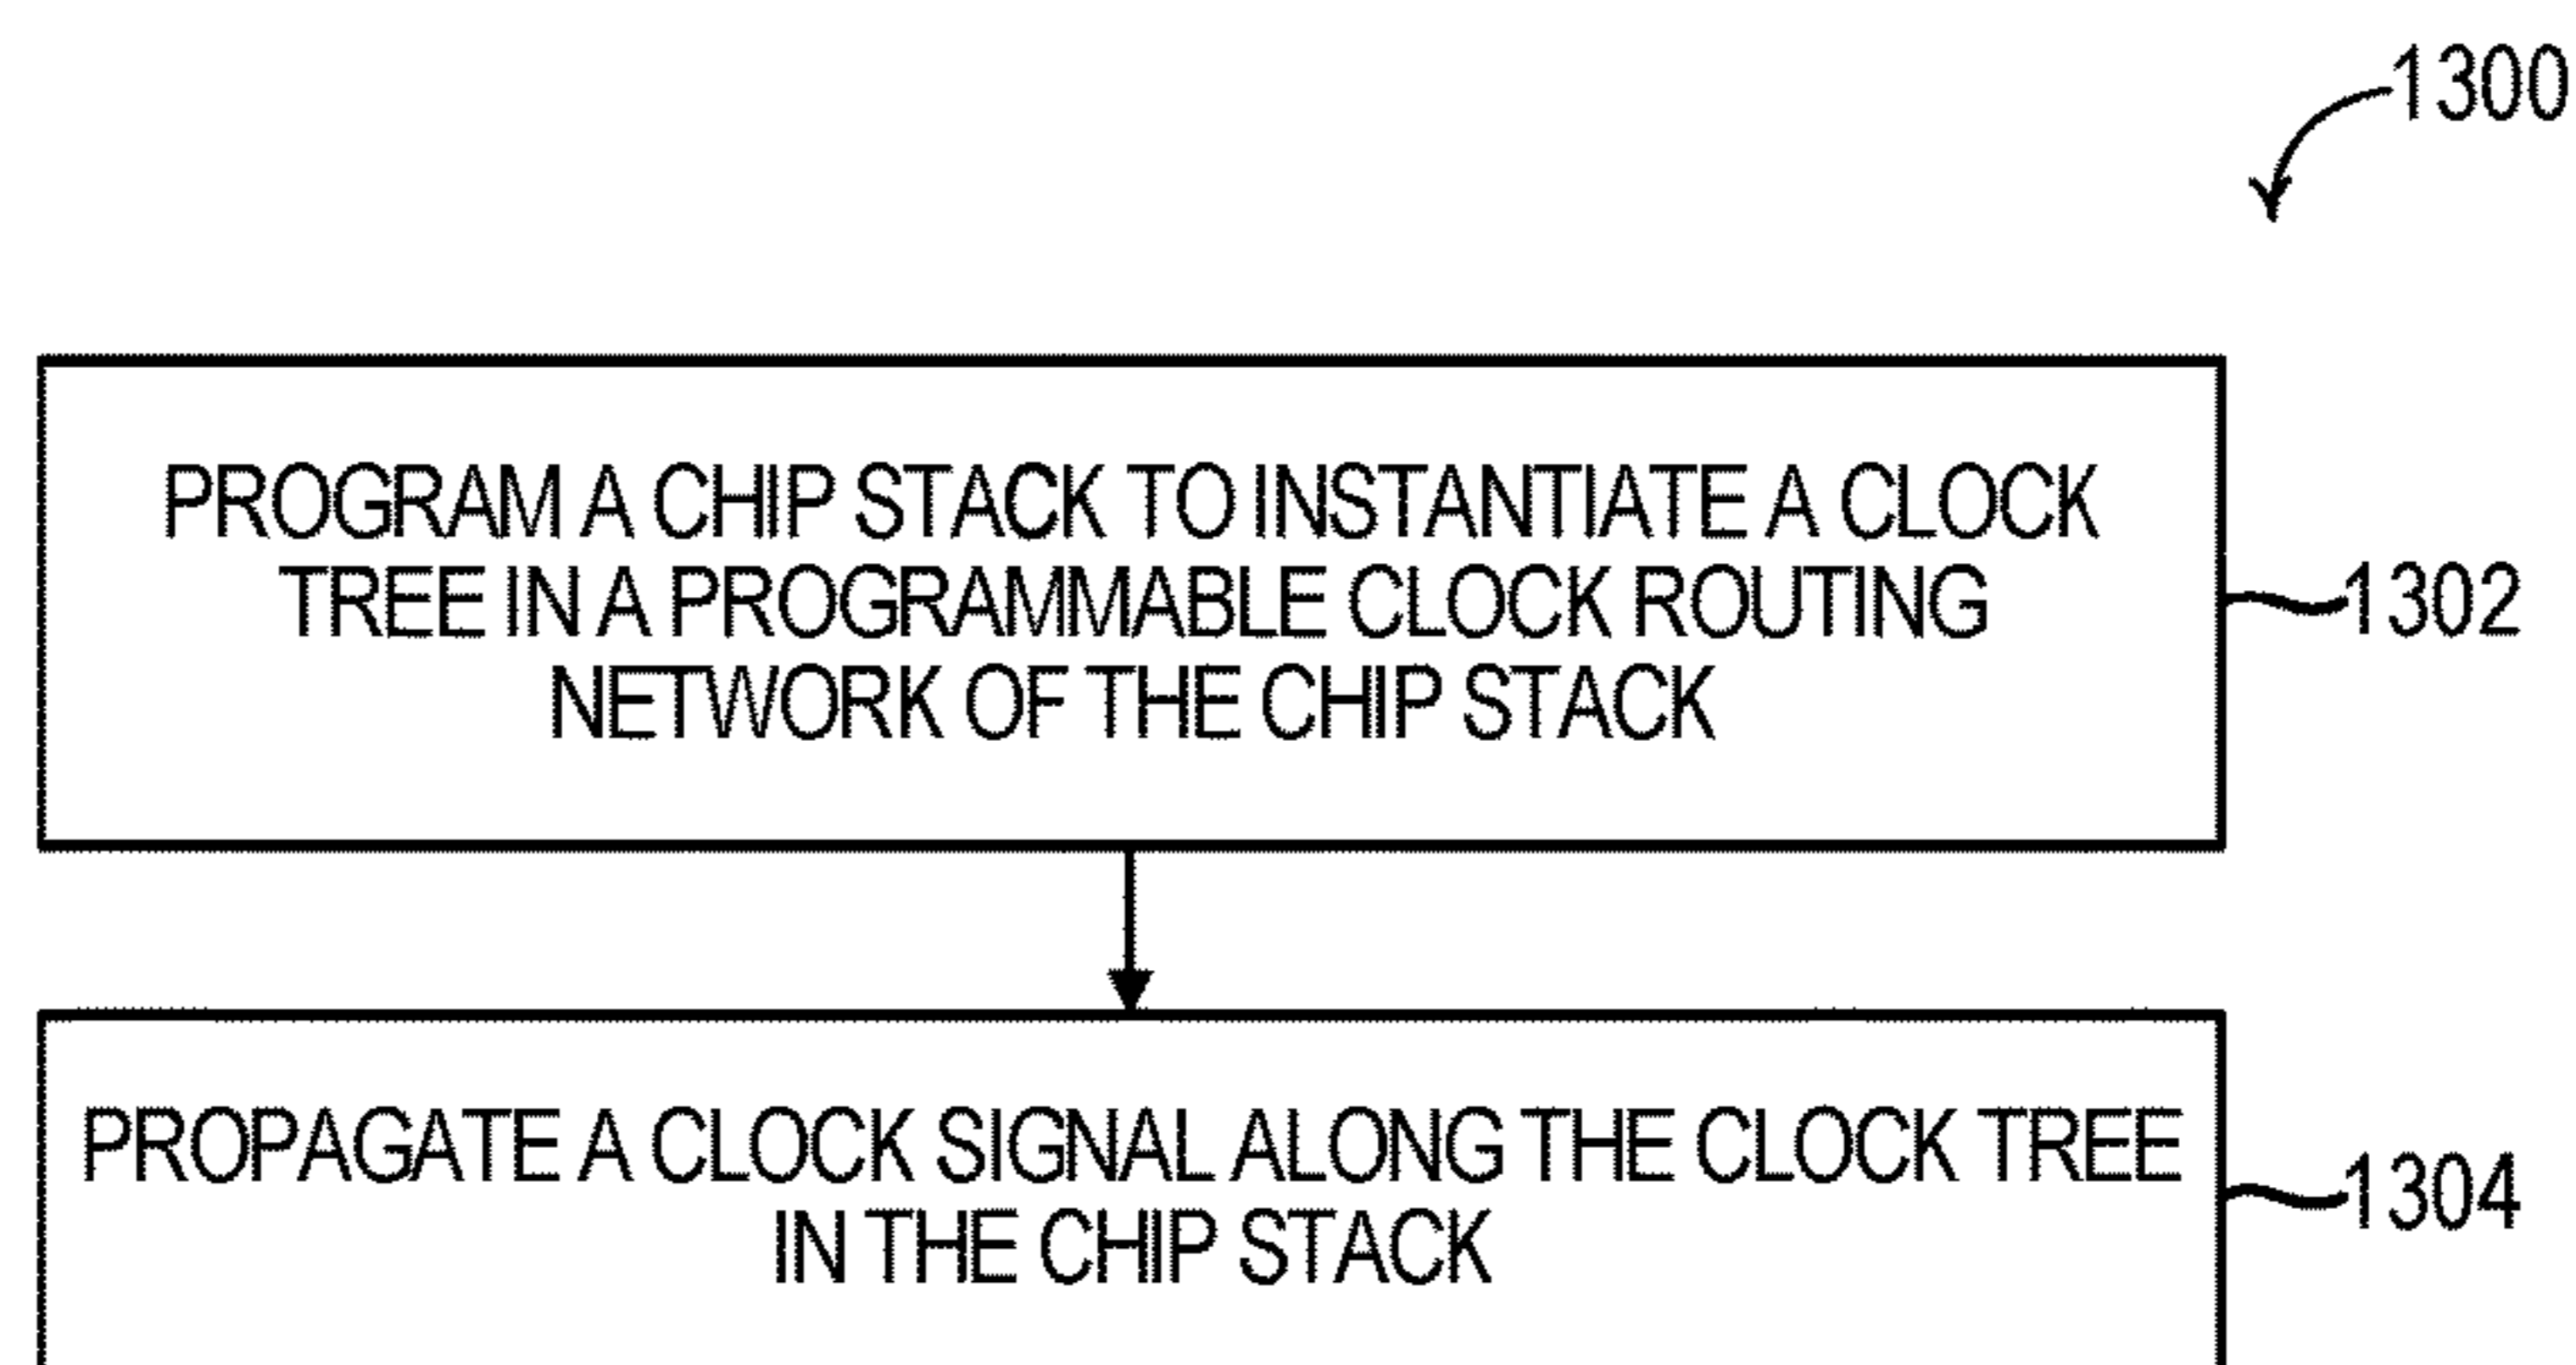 1300
PROGRAM A CHIP STACK TO INSTANTIATE A CLOCK
TREE IN A PROGRAMMABLE CLOCK ROUTING
NETWORK OF THE CHIP STACK
1302
PROPAGATE A CLOCK SIGNAL ALONG THE CLOCK TREE
IN THE CHIP STACK
1304